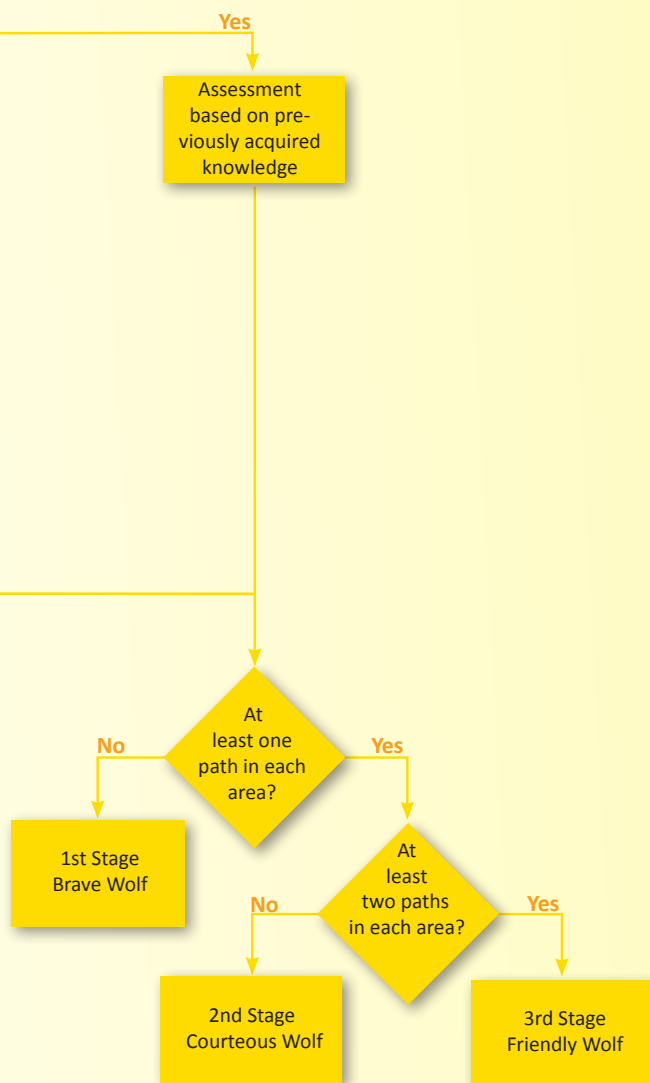 Yes
Assessment
based on pre-
viously acquired
knowledge
At
least one
path in each
area?
No
Yes
1st Stage
Brave Wolf
At
least
two paths
in each area?
No
Yes
2nd Stage
Courteous Wolf
3rd Stage
Friendly Wolf